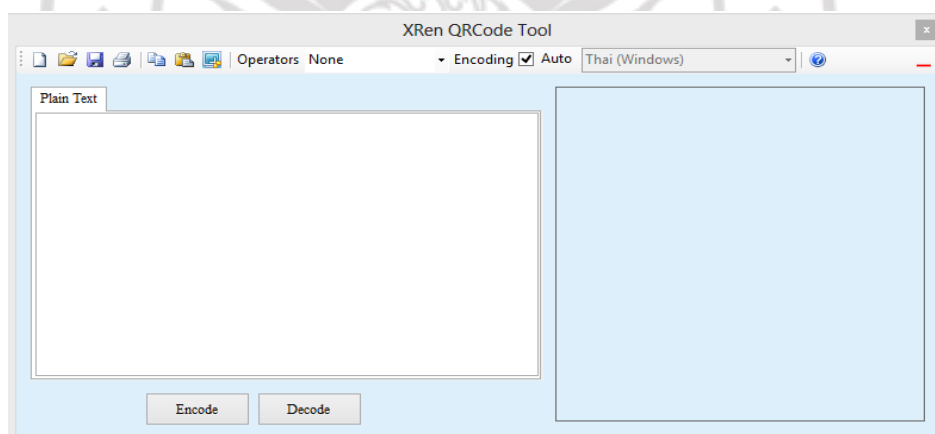 XRen QRCode Tool
x
Operators None Encoding Auto Thai (Windows)
Plain Text
Encode Decode